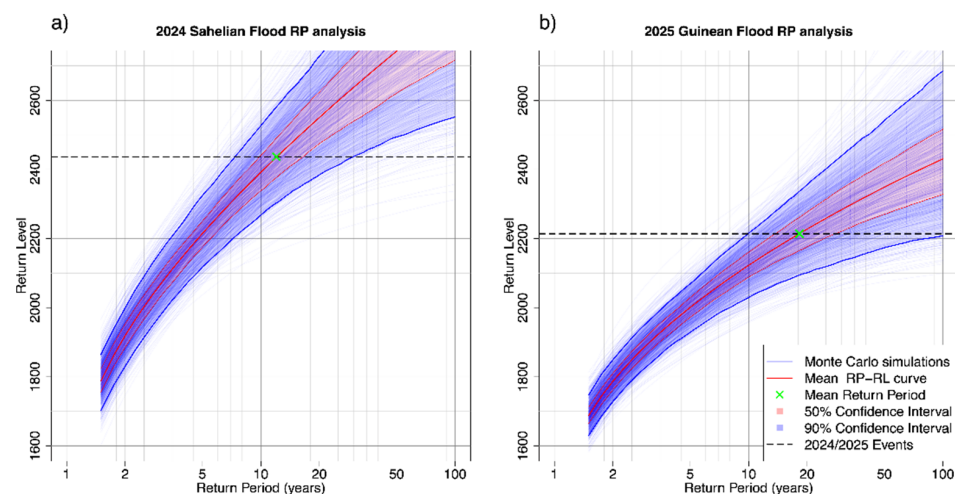 a)
2024 Sahelian Flood RP analysis
Return Level
2600
2400
2200
2000
1800
1600
1 2 5 10 20 50 100
Return Period (years)
b)
2025 Guinean Flood RP analysis
Return Level
2600
2400
2200
2000
1800
1600
1 2 5 10 20 50 100
Return Period (years)
Monte Carlo simulations
Mean RP−RL curve
Mean Return Period
50% Confidence Interval
90% Confidence Interval
2024/2025 Events